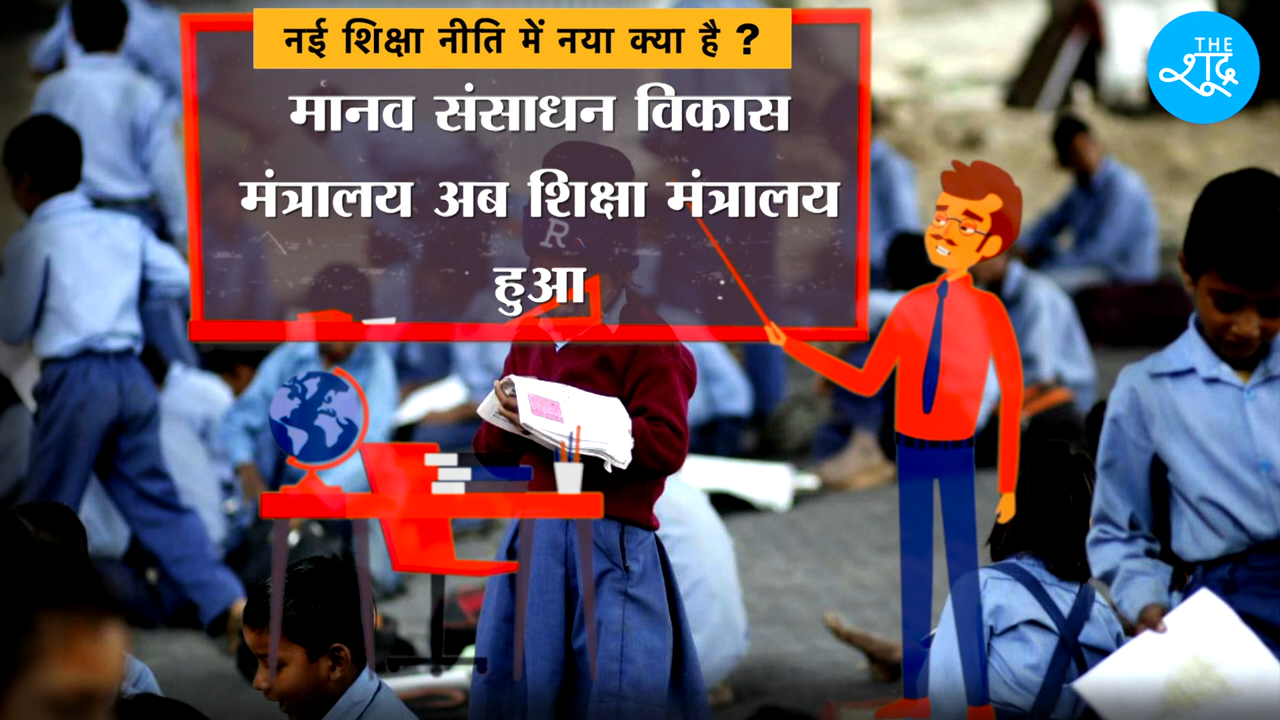 नई शिक्षा नीति में नया क्या है ?
THE
शूद्र
मानव संसाधन विकास
मंत्रालय अब शिक्षा मंत्रालय
हुआ
R